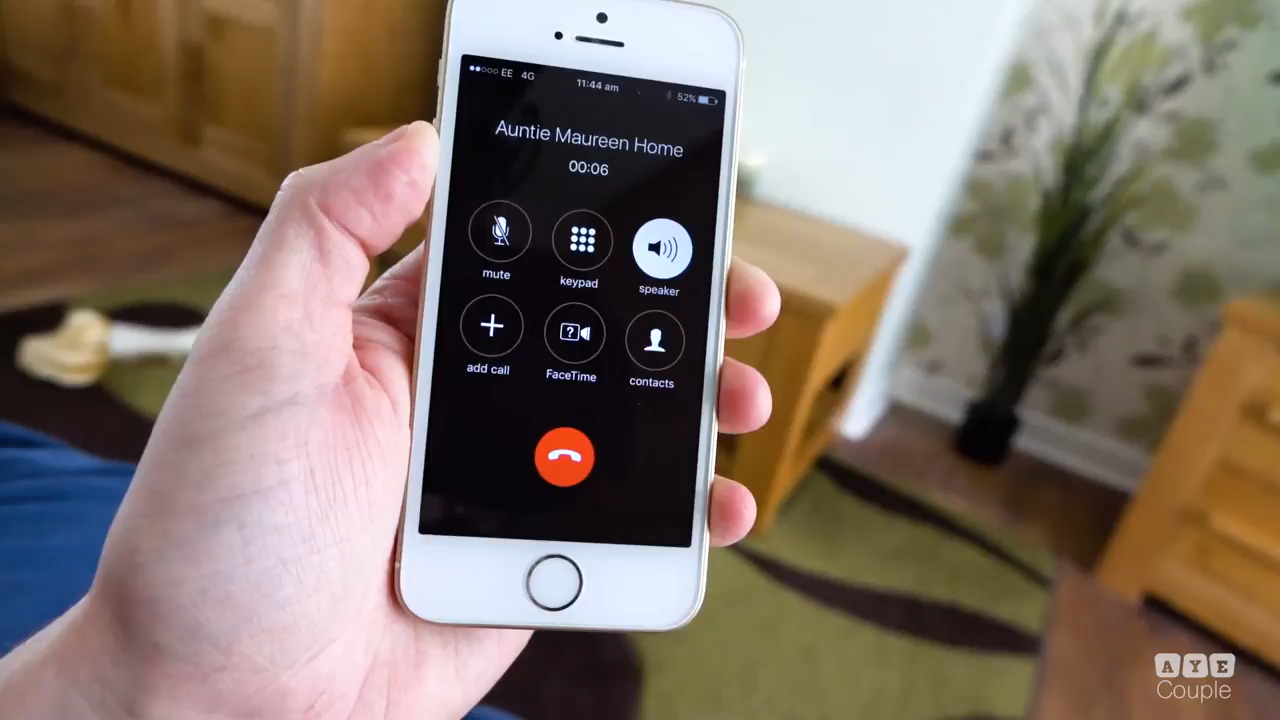 ●●○○○ EE 4G 11:44 am 52%
Auntie Maureen Home
00:06
mute keypad speaker
add call FaceTime contacts
AYE
Couple